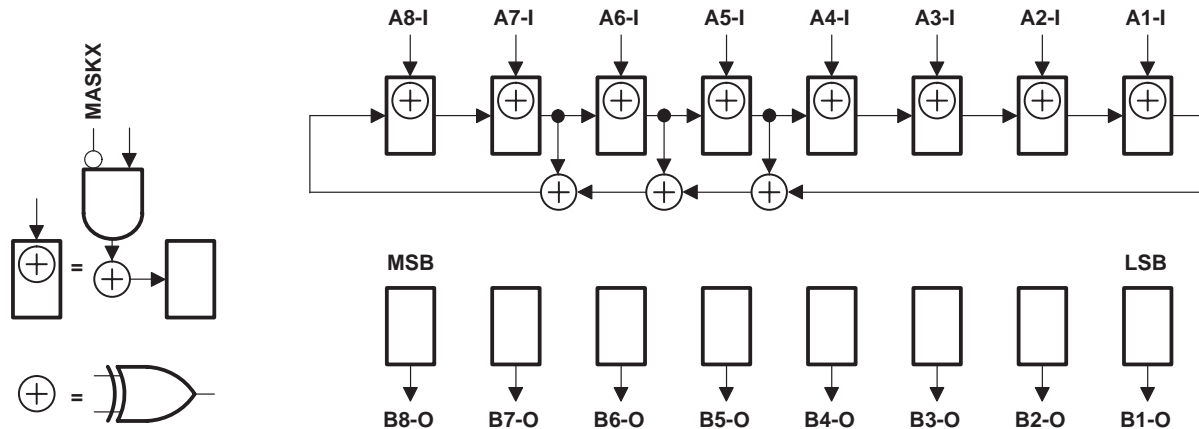 A8-I A7-I A6-I A5-I A4-I A3-I A2-I A1-I
MASKX
=
MSB LSB
=
B8-O B7-O B6-O B5-O B4-O B3-O B2-O B1-O